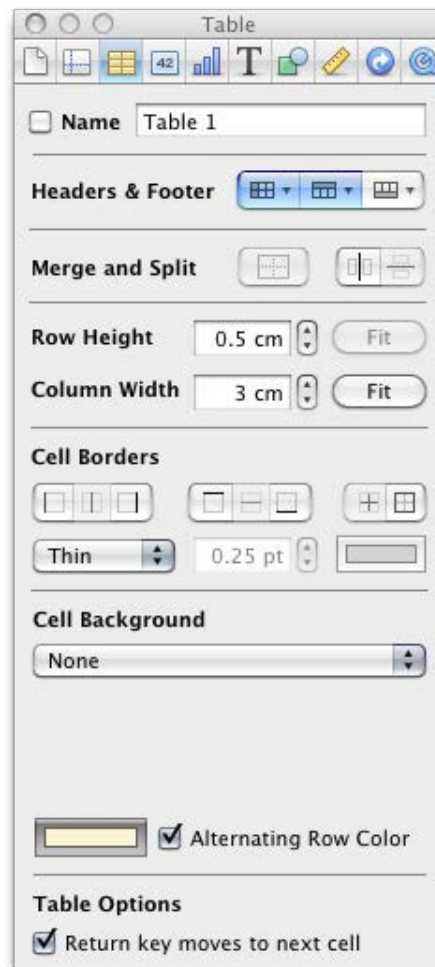 Table
42 T
Name Table 1
Headers & Footer
Merge and Split
Row Height 0.5 cm Fit
Column Width 3 cm Fit
Cell Borders
Thin 0.25 pt
Cell Background
None
Alternating Row Color
Table Options
Return key moves to next cell